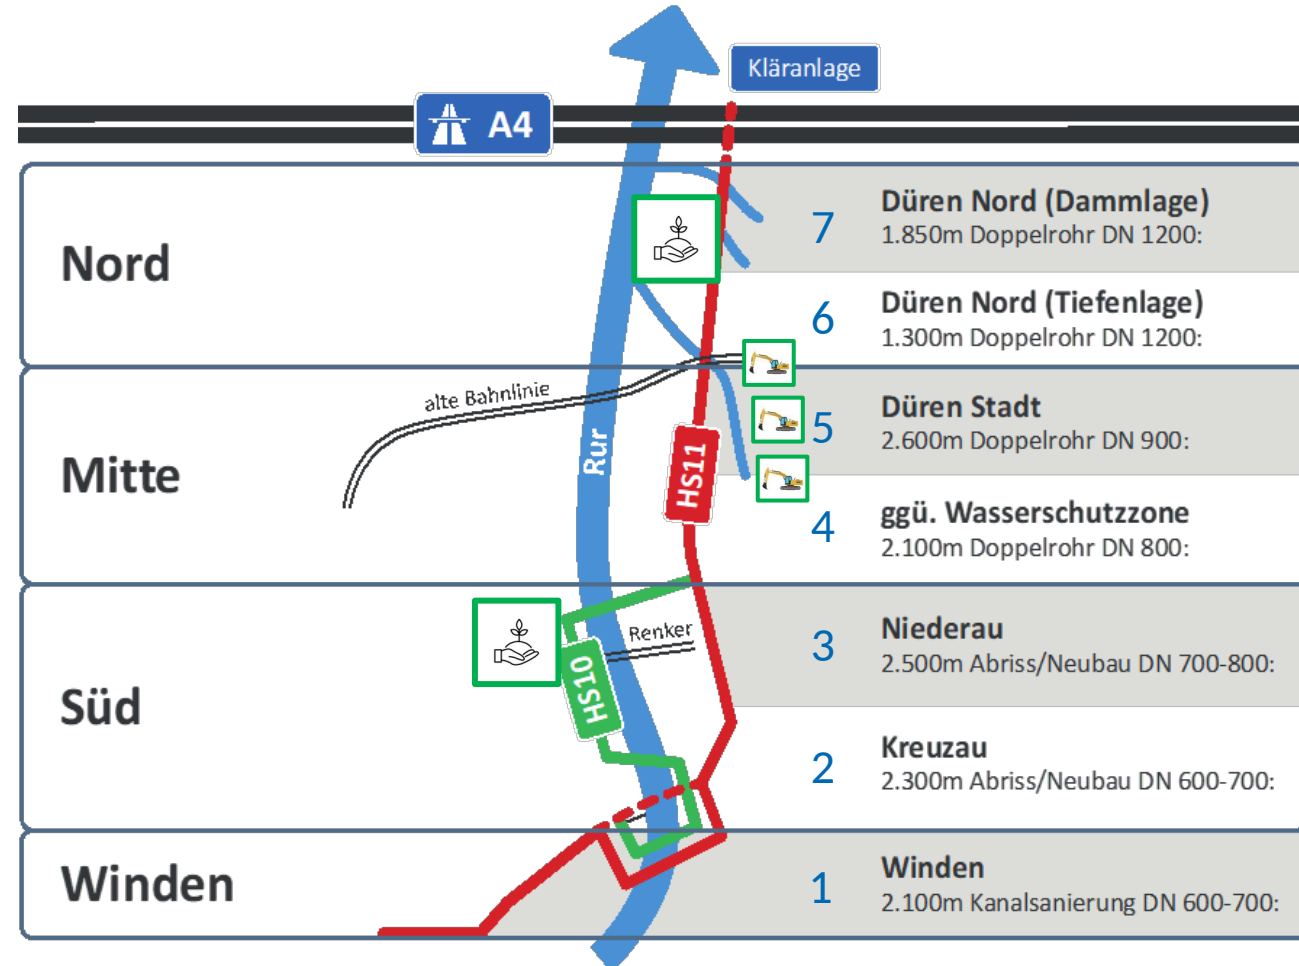 Kläranlage
A4
Nord
7
Düren Nord (Dammlage)
1.850m Doppelrohr DN 1200:
6
Düren Nord (Tiefenlage)
1.300m Doppelrohr DN 1200:
alte Bahnlinie
Mitte
Rur
HS11
5
Düren Stadt
2.600m Doppelrohr DN 900:
4
ggü. Wasserschutzzone
2.100m Doppelrohr DN 800:
Süd
HS10
Renker
3
Niederau
2.500m Abriss/Neubau DN 700-800:
2
Kreuzau
2.300m Abriss/Neubau DN 600-700:
Winden
1
Winden
2.100m Kanalsanierung DN 600-700: